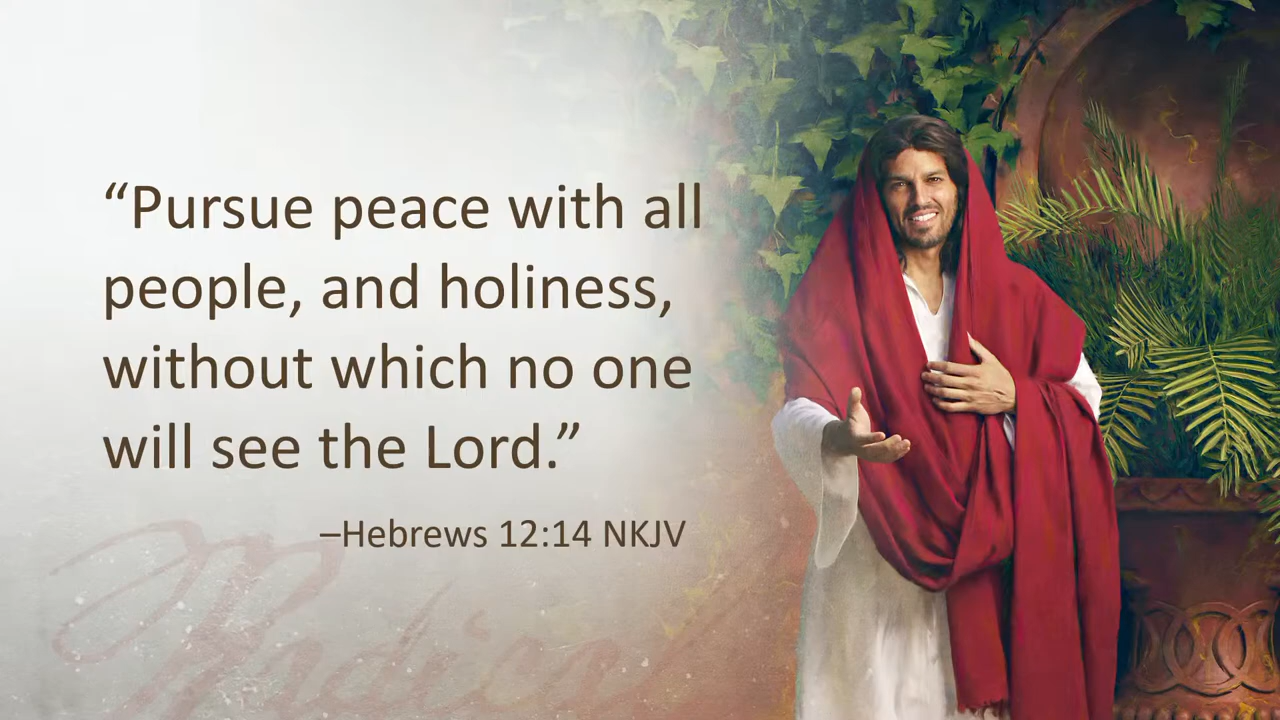 “Pursue peace with all
people, and holiness,
without which no one
will see the Lord.”
–Hebrews 12:14 NKJV
Radical